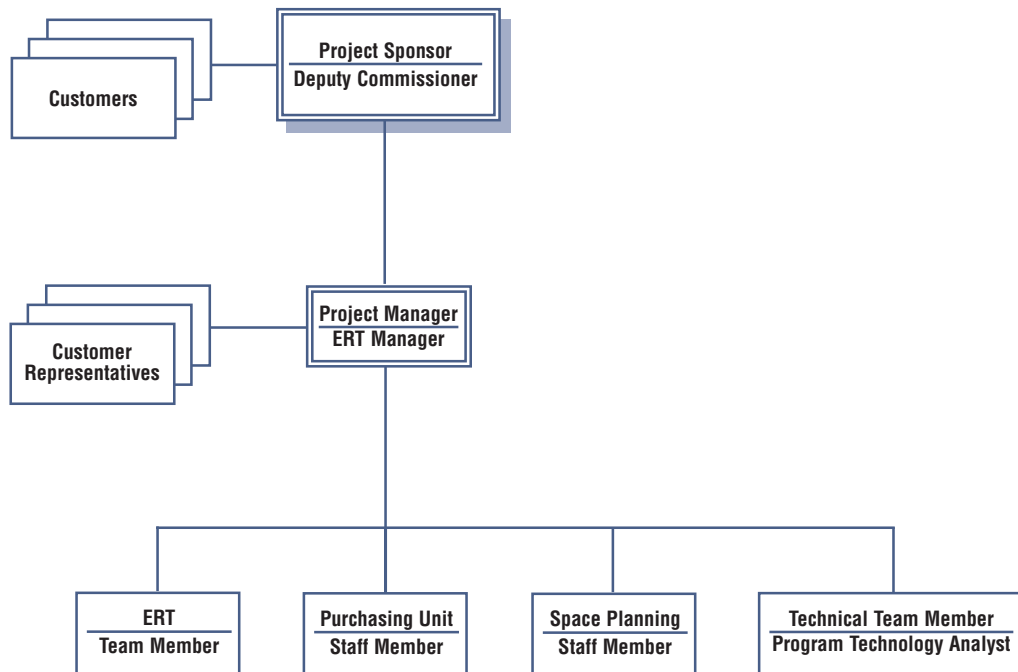 Project Sponsor
Deputy Commissioner
Customers
Project Manager
ERT Manager
Customer
Representatives
ERT
Team Member
Purchasing Unit
Staff Member
Space Planning
Staff Member
Technical Team Member
Program Technology Analyst